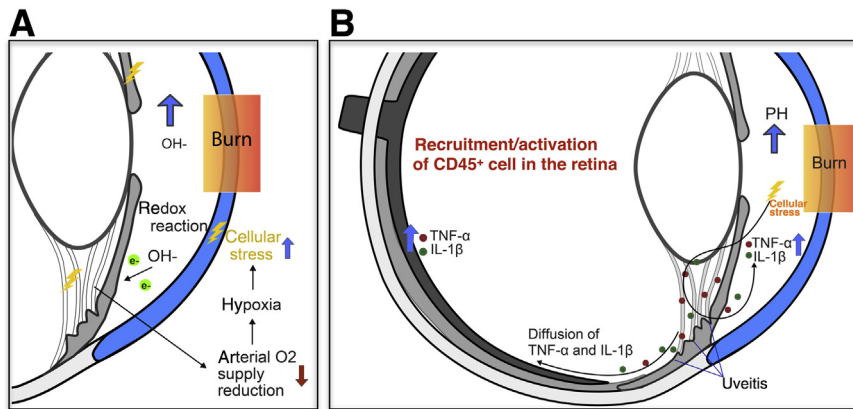 A
OH-
Burn
Redox
reaction
Cellular
stress
OH-
e-
e-
Hypoxia
Arterial O2
supply
reduction
B
Recruitment/activation
of CD45+ cell in the retina
PH
Burn
Cellular
stress
TNF-α
IL-1β
TNF-α
IL-1β
Diffusion of
TNF-α and IL-1β
Uveitis